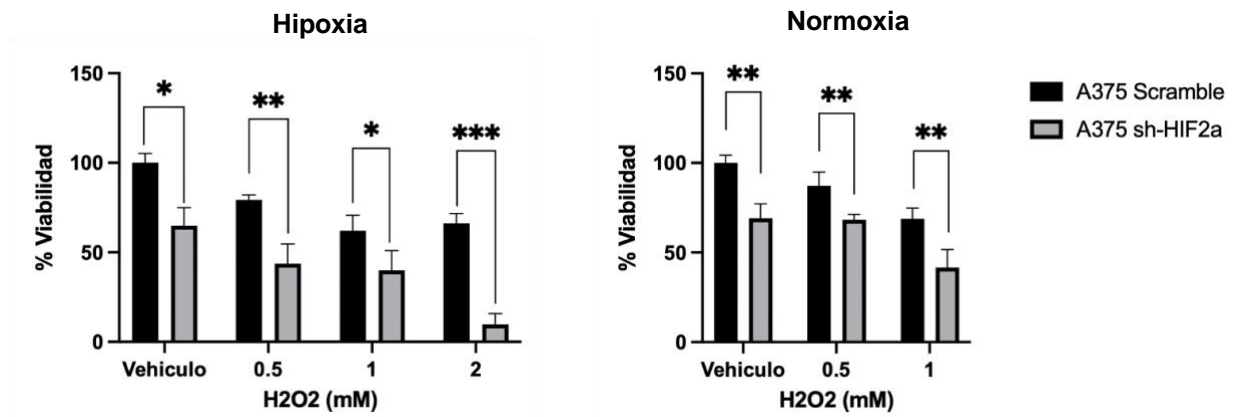 Hipoxia
% Viabilidad
150
100
50
0
*
**
*
***
Vehiculo 0.5 1 2
H2O2 (mM)
Normoxia
% Viabilidad
150
100
50
0
**
**
**
Vehiculo 0.5 1
H2O2 (mM)
A375 Scramble
A375 sh-HIF2a